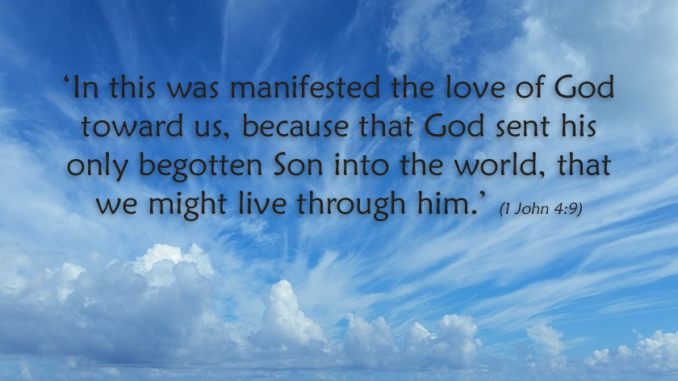 ‘In this was manifested the love of God
toward us, because that God sent his
only begotten Son into the world, that
we might live through him.’ (1 John 4:9)